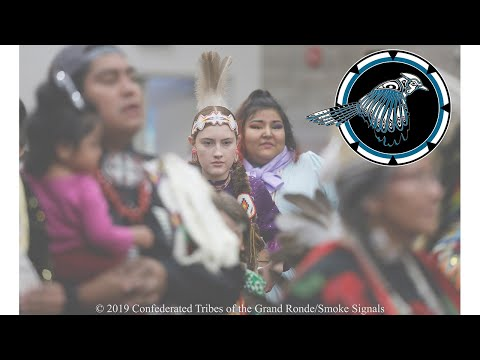 © 2019 Confederated Tribes of the Grand Ronde/Smoke Signals